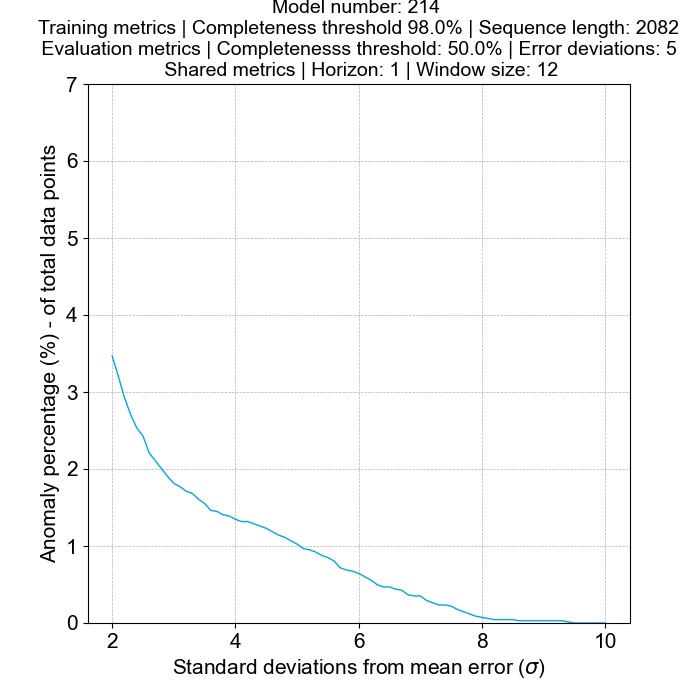 Model number: 214
Training metrics | Completeness threshold 98.0% | Sequence length: 2082
Evaluation metrics | Completenesss threshold: 50.0% | Error deviations: 5
Shared metrics | Horizon: 1 | Window size: 12
7
6
5
4
3
2
1
0
Anomaly percentage (%) - of total data points
2 4 6 8 10
Standard deviations from mean error (σ)